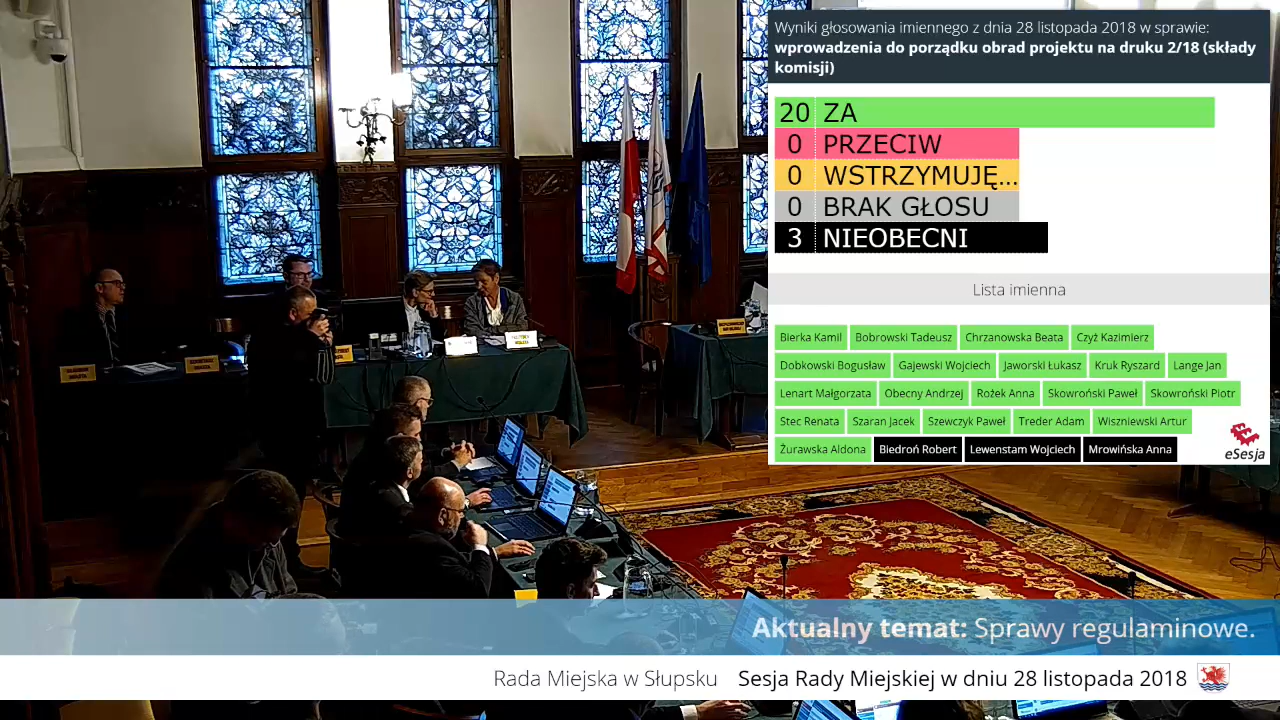 Wyniki głosowania imiennego z dnia 28 listopada 2018 w sprawie:
wprowadzenia do porządku obrad projektu na druku 2/18 (składy
komisji)
20 ZA
0 PRZECIW
0 WSTRZYMUJĘ...
0 BRAK GŁOSU
3 NIEOBECNI
Lista imienna
Bierka Kamil Bobrowski Tadeusz Chrzanowska Beata Czyż Kazimierz
Dobkowski Bogusław Gajewski Wojciech Jaworski Łukasz Kruk Ryszard Lange Jan
Lenart Małgorzata Obecny Andrzej Rożek Anna Skowroński Paweł Skowroński Piotr
Stec Renata Szaran Jacek Szewczyk Paweł Treder Adam Wiszniewski Artur
Żurawska Aldona Biedroń Robert Lewenstam Wojciech Mrowińska Anna
eSesja
Aktualny temat: Sprawy regulaminowe.
Rada Miejska w Słupsku Sesja Rady Miejskiej w dniu 28 listopada 2018